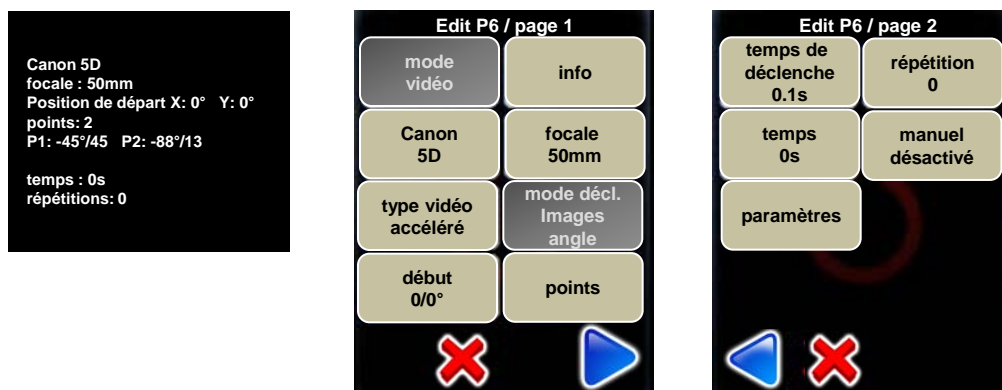 Canon 5D
focale : 50mm
Position de départ X: 0° Y: 0°
points: 2
P1: -45°/45 P2: -88°/13
temps : 0s
répétitions: 0
Edit P6 / page 1
mode
vidéo
info
Canon
5D
focale
50mm
type vidéo
accéléré
mode décl.
Images
angle
début
0/0°
points
Edit P6 / page 2
temps de
déclenche
0.1s
répétition
0
temps
0s
manuel
désactivé
paramètres